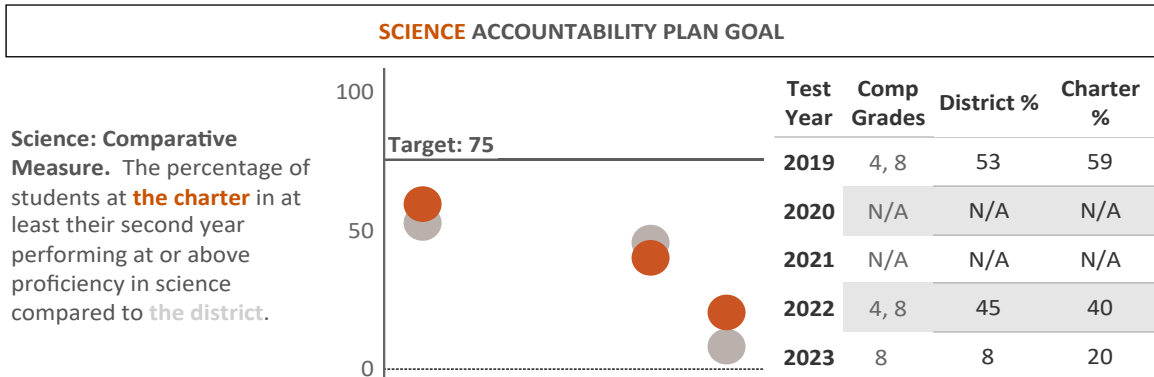 SCIENCE ACCOUNTABILITY PLAN GOAL
Science: Comparative
Measure. The percentage of
students at the charter in at
least their second year
performing at or above
proficiency in science
compared to the district.
100
Target: 75
50
0
Test Year Comp Grades District % Charter %
2019 4, 8 53 59
2020 N/A N/A N/A
2021 N/A N/A N/A
2022 4, 8 45 40
2023 8 8 20